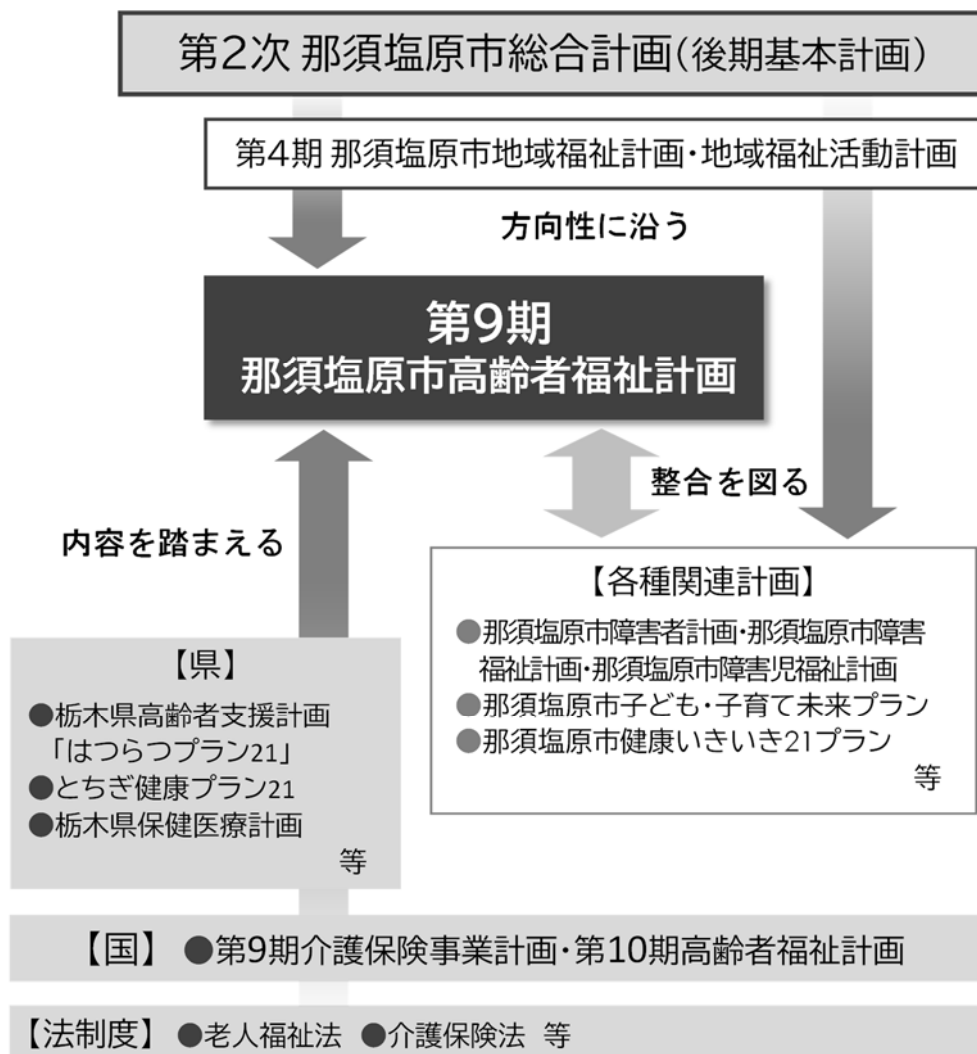 第2次 那須塩原市総合計画(後期基本計画)
第4期 那須塩原市地域福祉計画・地域福祉活動計画
方向性に沿う
第9期
那須塩原市高齢者福祉計画
整合を図る
内容を踏まえる
【各種関連計画】
●那須塩原市障害者計画・那須塩原市障害
福祉計画・那須塩原市障害児福祉計画
●那須塩原市子ども・子育て未来プラン
●那須塩原市健康いきいき21プラン
等
【県】
●栃木県高齢者支援計画
「はつらつプラン21」
●とちぎ健康プラン21
●栃木県保健医療計画
等
【国】 ●第9期介護保険事業計画・第10期高齢者福祉計画
【法制度】 ●老人福祉法 ●介護保険法 等